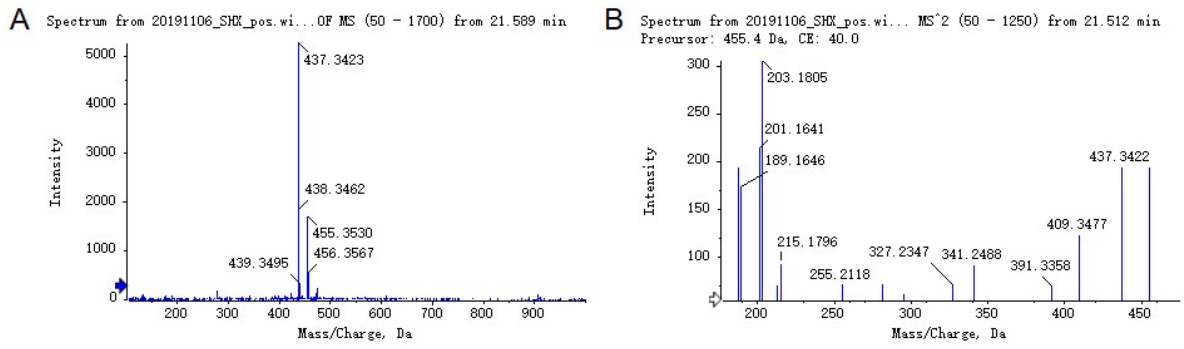 A Spectrum from 20191106_SHX_pos.wi...OF MS (50 - 1700) from 21.589 min
5000
4000
3000
2000
1000
0
Intensity
437.3423
438.3462
455.3530
456.3567
439.3495
200 300 400 500 600 700 800 900
Mass/Charge, Da
B Spectrum from 20191106_SHX_pos.wi... MS^2 (50 - 1250) from 21.512 min
Precursor: 455.4 Da, CE: 40.0
300
250
200
150
100
Intensity
203.1805
201.1641
189.1646
215.1796
255.2118
327.2347
341.2488
391.3358
409.3477
437.3422
200 250 300 350 400 450
Mass/Charge, Da